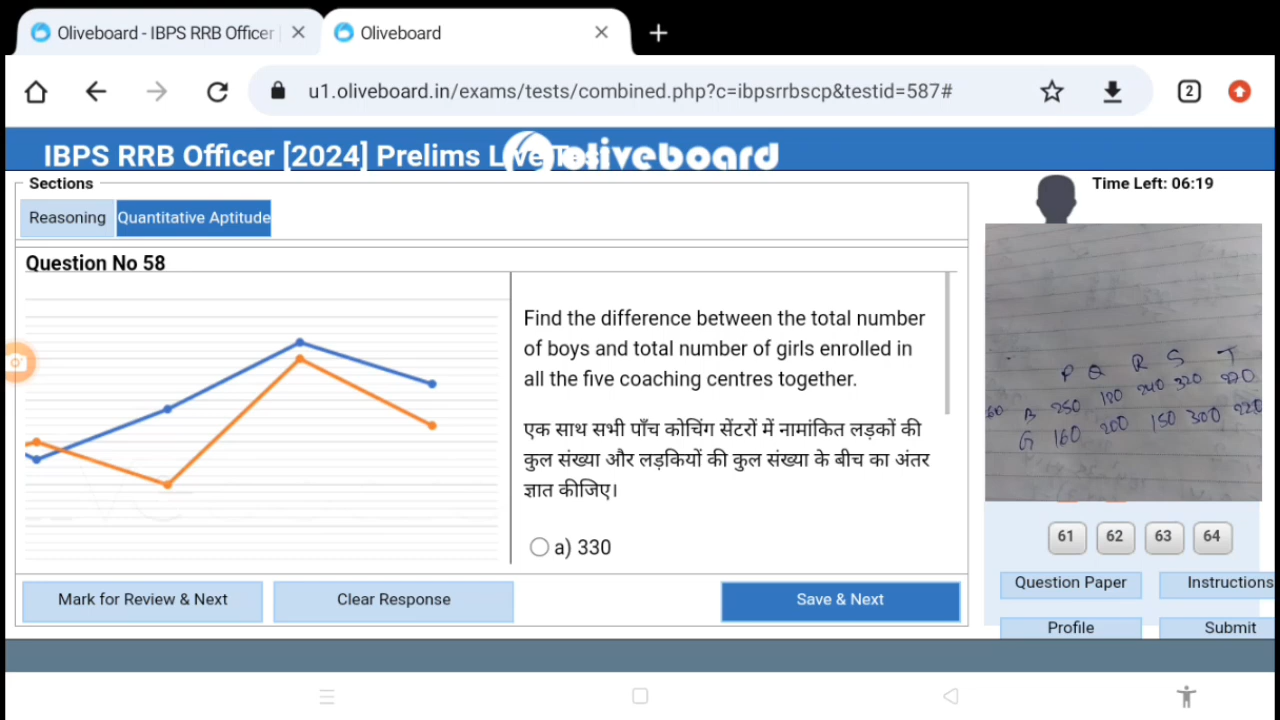 Oliveboard - IBPS RRB Officer
Oliveboard
u1.oliveboard.in/exams/tests/combined.php?c=ibpsrrbscp&testid=587#
2
IBPS RRB Officer [2024] Prelims Live Test
oliveboard
Sections
Reasoning
Quantitative Aptitude
Time Left: 06:19
Question No 58
Find the difference between the total number
of boys and total number of girls enrolled in
all the five coaching centres together.
एक साथ सभी पाँच कोचिंग सेंटरों में नामांकित लड़कों की
कुल संख्या और लड़कियों की कुल संख्या के बीच का अंतर
ज्ञात कीजिए।
a) 330
P Q R S T
B 250 180 240 320 270
G 160 200 150 300 220
61 62 63 64
Question Paper
Instructions
Profile
Submit
Mark for Review & Next
Clear Response
Save & Next